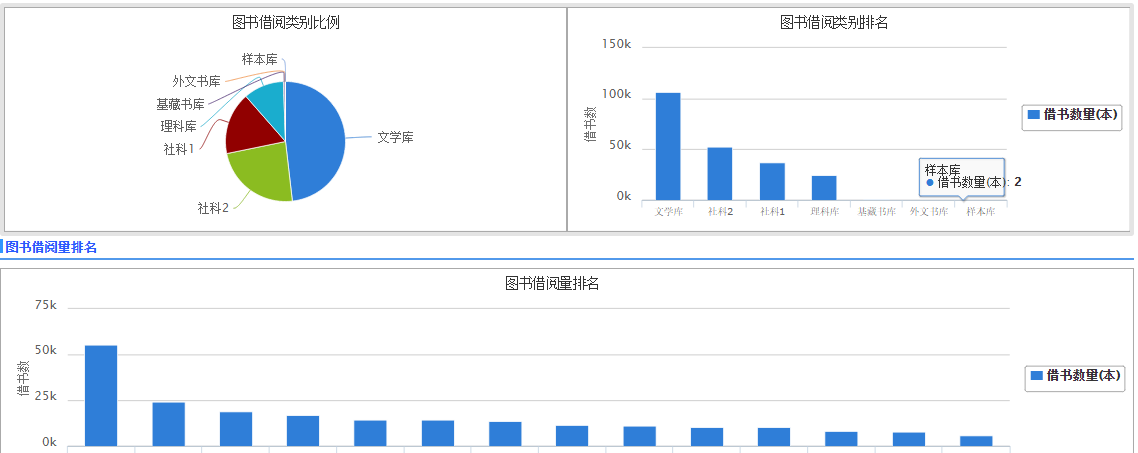 图书借阅类别比例
样本库
外文书库
基藏书库
理科库
社科1
社科2
文学库
图书借阅类别排名
150k
100k
50k
0k
借书数
文学库
社科2
社科1
理科库
基藏书库
外文书库
样本库
样本库
借书数量(本): 2
借书数量(本)
图书借阅量排名
图书借阅量排名
75k
50k
25k
0k
借书数
借书数量(本)